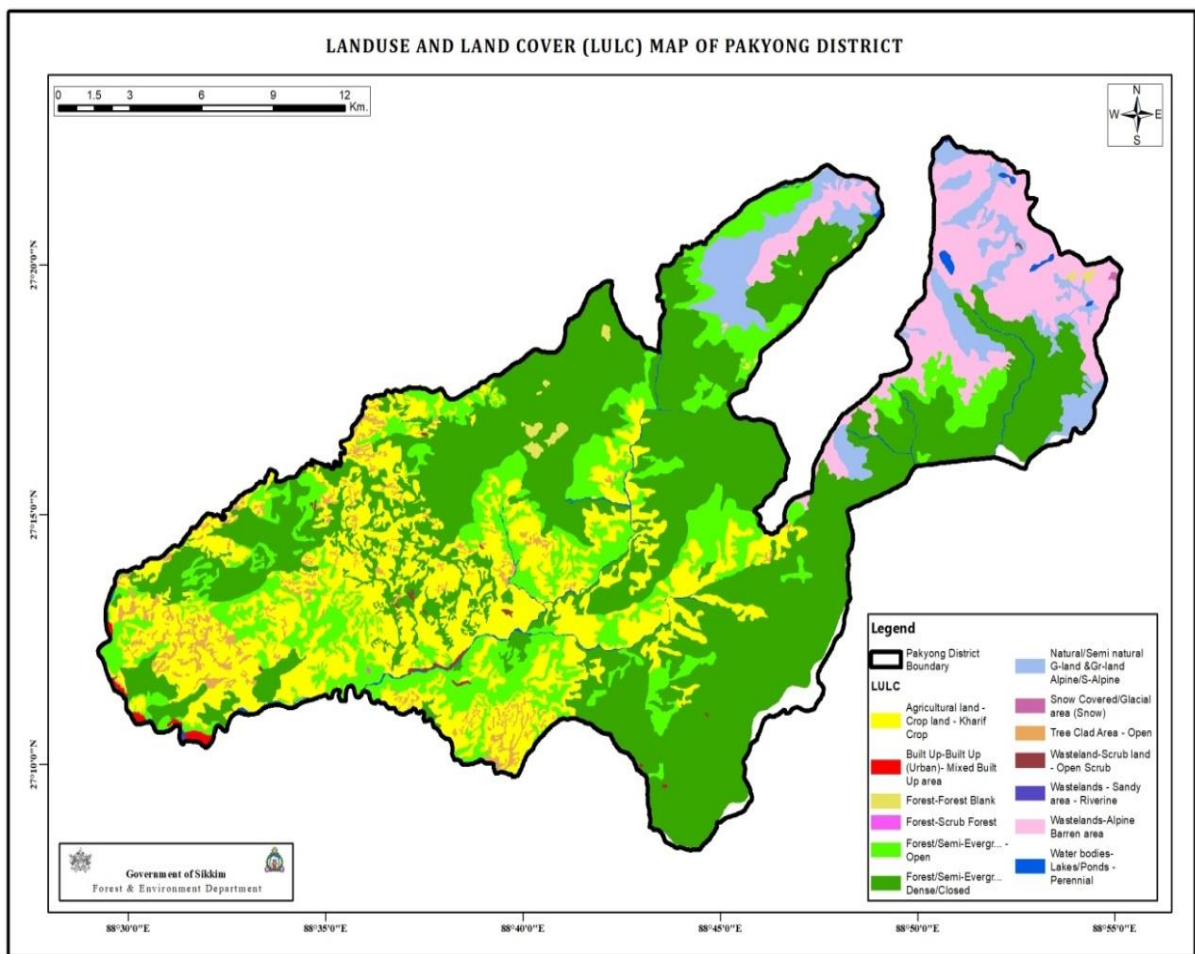 LANDUSE AND LAND COVER (LULC) MAP OF PAKYONG DISTRICT
0 1.5 3 6 9 12
Km.
N
W E
S
27°20'0"N
27°15'0"N
27°10'0"N
Legend
Pakyong District
Boundary
LULC
Agricultural land -
Crop land - Kharif
Crop
Built Up-Built Up
(Urban)- Mixed Built
Up area
Forest-Forest Blank
Forest-Scrub Forest
Forest/Semi-Evergr... -
Open
Forest/Semi-Evergr...
Dense/Closed
Natural/Semi natural
G-land &Gr-land
Alpine/S-Alpine
Snow Covered/Glacial
area (Snow)
Tree Clad Area - Open
Wasteland-Scrub land
- Open Scrub
Wastelands - Sandy
area - Riverine
Wastelands-Alpine
Barren area
Water bodies-
Lakes/Ponds -
Perennial
Government of Sikkim
Forest & Environment Department
88°30'0"E 88°35'0"E 88°40'0"E 88°45'0"E 88°50'0"E 88°55'0"E